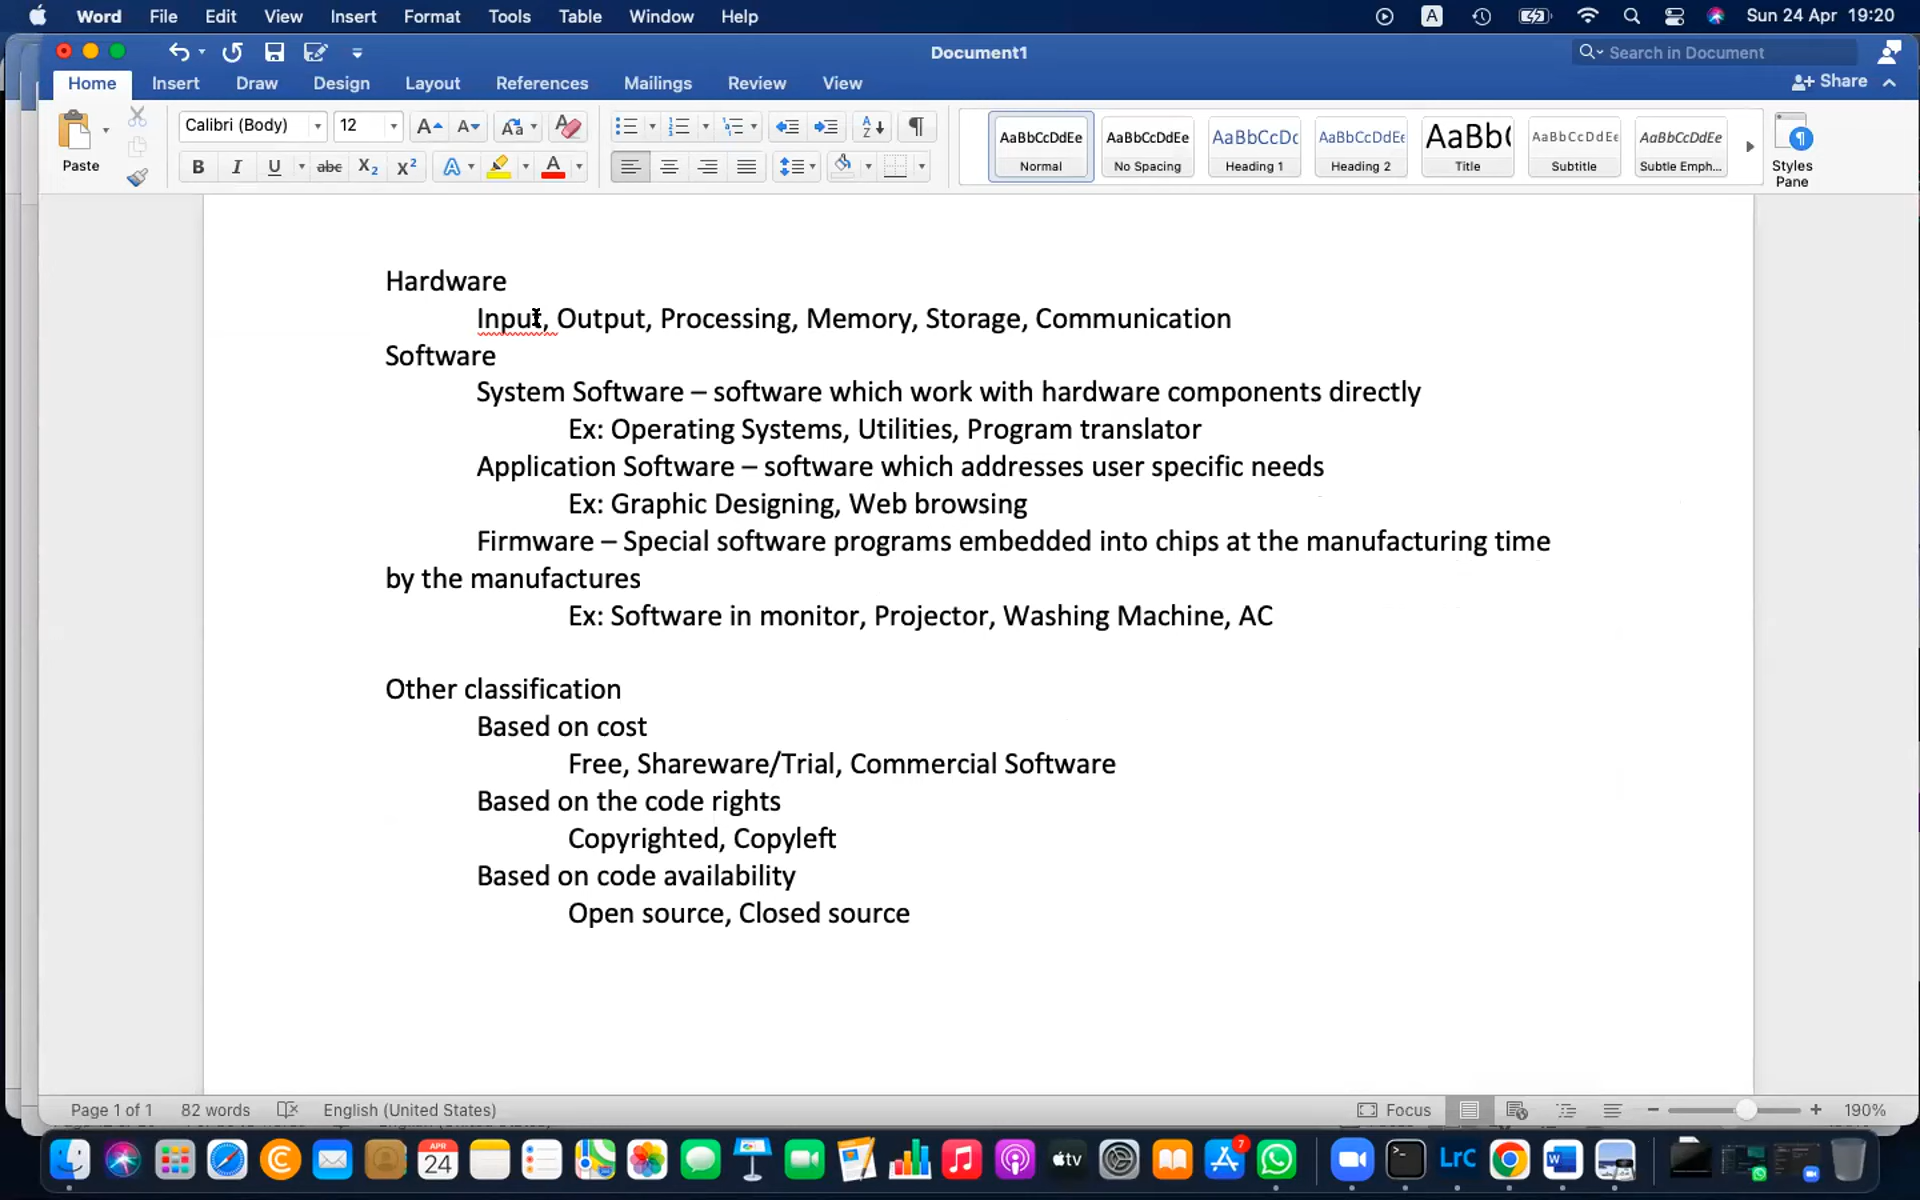 Word File Edit View Insert Format Tools Table Window Help A Sun 24 Apr 19:20
Document1 Search in Document
Home Insert Draw Design Layout References Mailings Review View Share
Paste Calibri (Body) 12 AaBbCcDdEe AaBbCcDdEe AaBbCcDc AaBbCcDdEe AaBb( AaBbCcDdEe AaBbCcDdEe
Normal No Spacing Heading 1 Heading 2 Title Subtitle Subtle Emph... Styles Pane
Hardware
Input, Output, Processing, Memory, Storage, Communication
Software
System Software – software which work with hardware components directly
Ex: Operating Systems, Utilities, Program translator
Application Software – software which addresses user specific needs
Ex: Graphic Designing, Web browsing
Firmware – Special software programs embedded into chips at the manufacturing time
by the manufactures
Ex: Software in monitor, Projector, Washing Machine, AC
Other classification
Based on cost
Free, Shareware/Trial, Commercial Software
Based on the code rights
Copyrighted, Copyleft
Based on code availability
Open source, Closed source
Page 1 of 1 82 words English (United States) Focus 190%
APR 24 tv 7 LrC